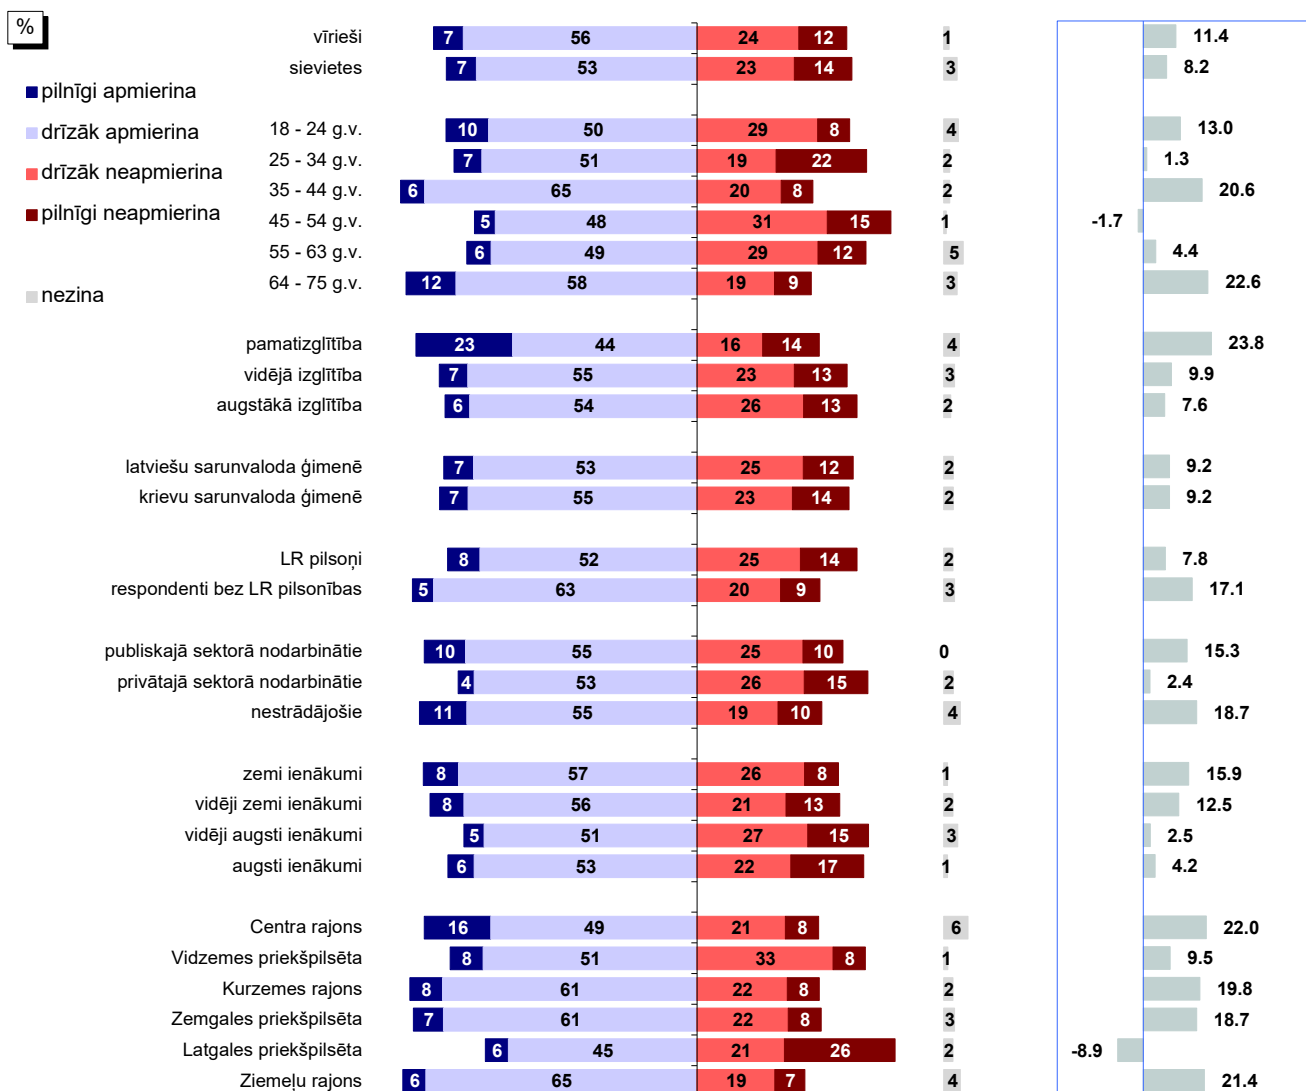 %
pilnīgi apmierina
drīzāk apmierina
drīzāk neapmierina
pilnīgi neapmierina
nezina
vīrieši 7 56 24 12 1 11.4
sievietes 7 53 23 14 3 8.2
18 - 24 g.v. 10 50 29 8 4 13.0
25 - 34 g.v. 7 51 19 22 2 1.3
35 - 44 g.v. 6 65 20 8 2 20.6
45 - 54 g.v. 5 48 31 15 1 -1.7
55 - 63 g.v. 6 49 29 12 5 4.4
64 - 75 g.v. 12 58 19 9 3 22.6
pamatizglītība 23 44 16 14 4 23.8
vidējā izglītība 7 55 23 13 3 9.9
augstākā izglītība 6 54 26 13 2 7.6
latviešu sarunvaloda ģimenē 7 53 25 12 2 9.2
krievu sarunvaloda ģimenē 7 55 23 14 2 9.2
LR pilsoņi 8 52 25 14 2 7.8
respondenti bez LR pilsonības 5 63 20 9 3 17.1
publiskajā sektorā nodarbinātie 10 55 25 10 0 15.3
privātajā sektorā nodarbinātie 4 53 26 15 2 2.4
nestrādājošie 11 55 19 10 4 18.7
zemi ienākumi 8 57 26 8 1 15.9
vidēji zemi ienākumi 8 56 21 13 2 12.5
vidēji augsti ienākumi 5 51 27 15 3 2.5
augsti ienākumi 6 53 22 17 1 4.2
Centra rajons 16 49 21 8 6 22.0
Vidzemes priekšpilsēta 8 51 33 8 1 9.5
Kurzemes rajons 8 61 22 8 2 19.8
Zemgales priekšpilsēta 7 61 22 8 3 18.7
Latgales priekšpilsēta 6 45 21 26 2 -8.9
Ziemeļu rajons 6 65 19 7 4 21.4